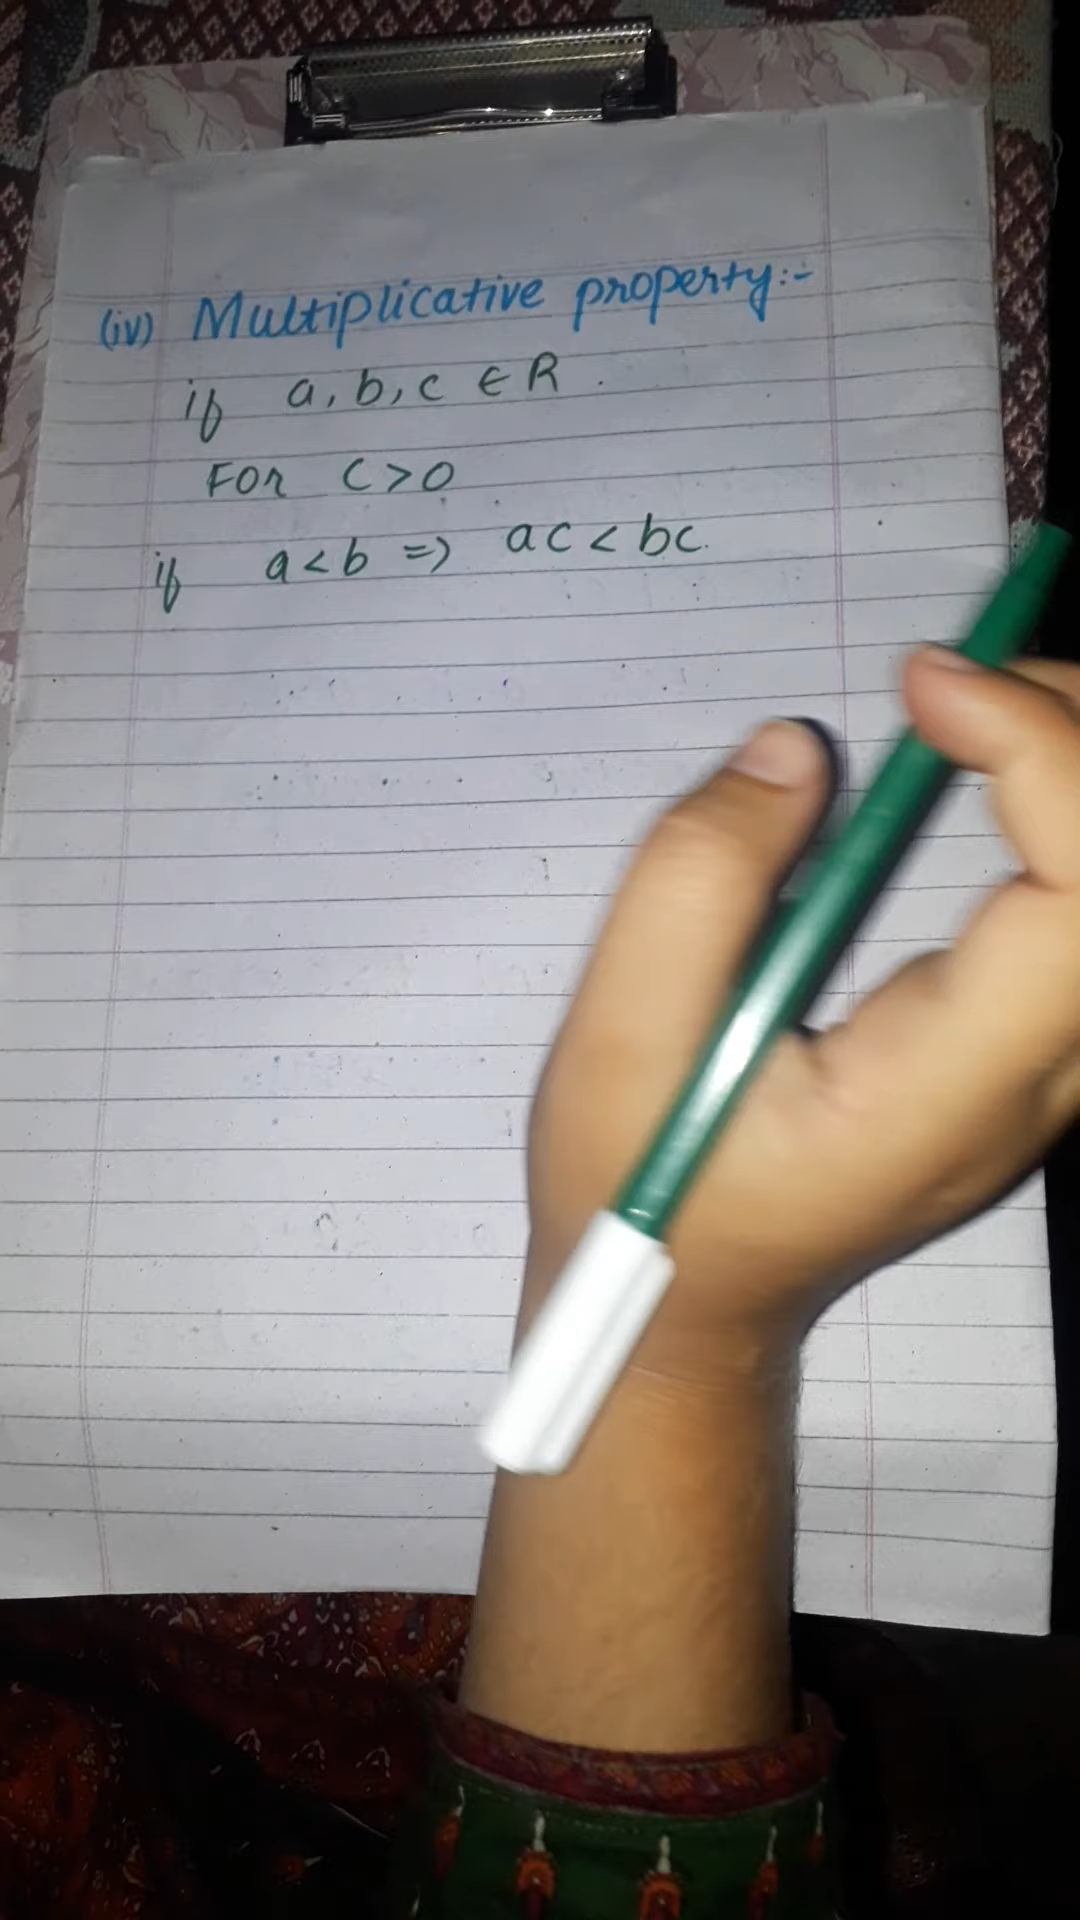 (iv) Multiplicative property:-
if a, b, c ∈ R.
For c > 0
if a < b => ac < bc.